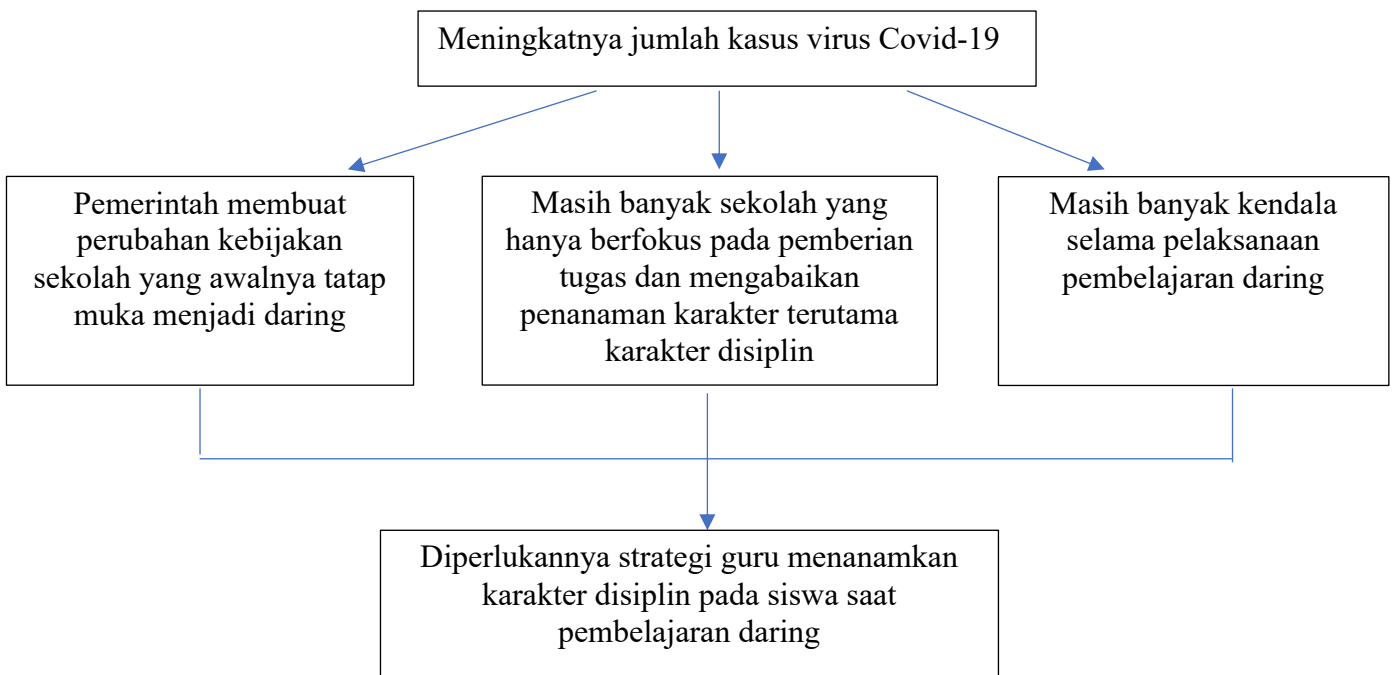 Meningkatnya jumlah kasus virus Covid-19
Pemerintah membuat
perubahan kebijakan
sekolah yang awalnya tatap
muka menjadi daring
Masih banyak sekolah yang
hanya berfokus pada pemberian
tugas dan mengabaikan
penanaman karakter terutama
karakter disiplin
Masih banyak kendala
selama pelaksanaan
pembelajaran daring
Diperlukannya strategi guru menanamkan
karakter disiplin pada siswa saat
pembelajaran daring